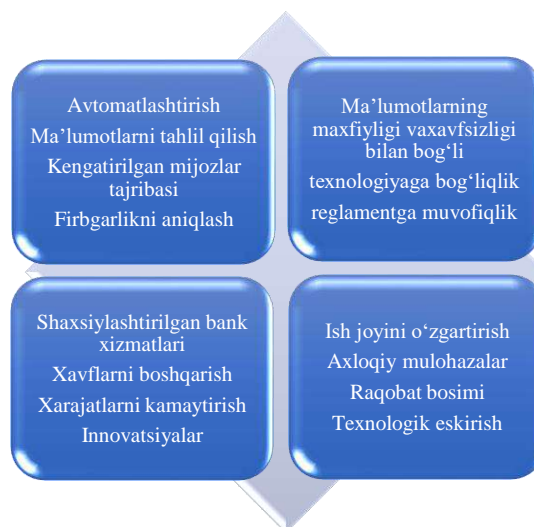 Avtomatlashtirish
Ma’lumotlarni tahlil qilish
Kengatirilgan mijozlar
tajribasi
Firbgarlikni aniqlash
Ma’lumotlarning
maxfiyligi vaxavfsizligi
bilan bog‘li
texnologiyaga bog‘liqlik
reglamentga muvofiqlik
Shaxsiylashtirilgan bank
xizmatlari
Xavflarni boshqarish
Xarajatlarni kamaytirish
Innovatsiyalar
Ish joyini o‘zgartirish
Axloqiy mulohazalar
Raqobat bosimi
Texnologik eskirish